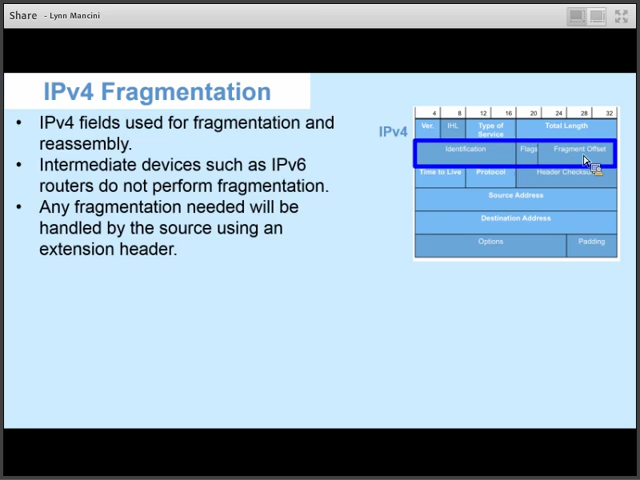 Share - Lynn Mancini
IPv4 Fragmentation
• IPv4 fields used for fragmentation and
reassembly.
• Intermediate devices such as IPv6
routers do not perform fragmentation.
• Any fragmentation needed will be
handled by the source using an
extension header.
IPv4
4 8 12 16 20 24 28 32
Ver. IHL Type of Service Total Length
Identification Flags Fragment Offset
Time to Live Protocol Header
Source Address
Destination Address
Options Padding